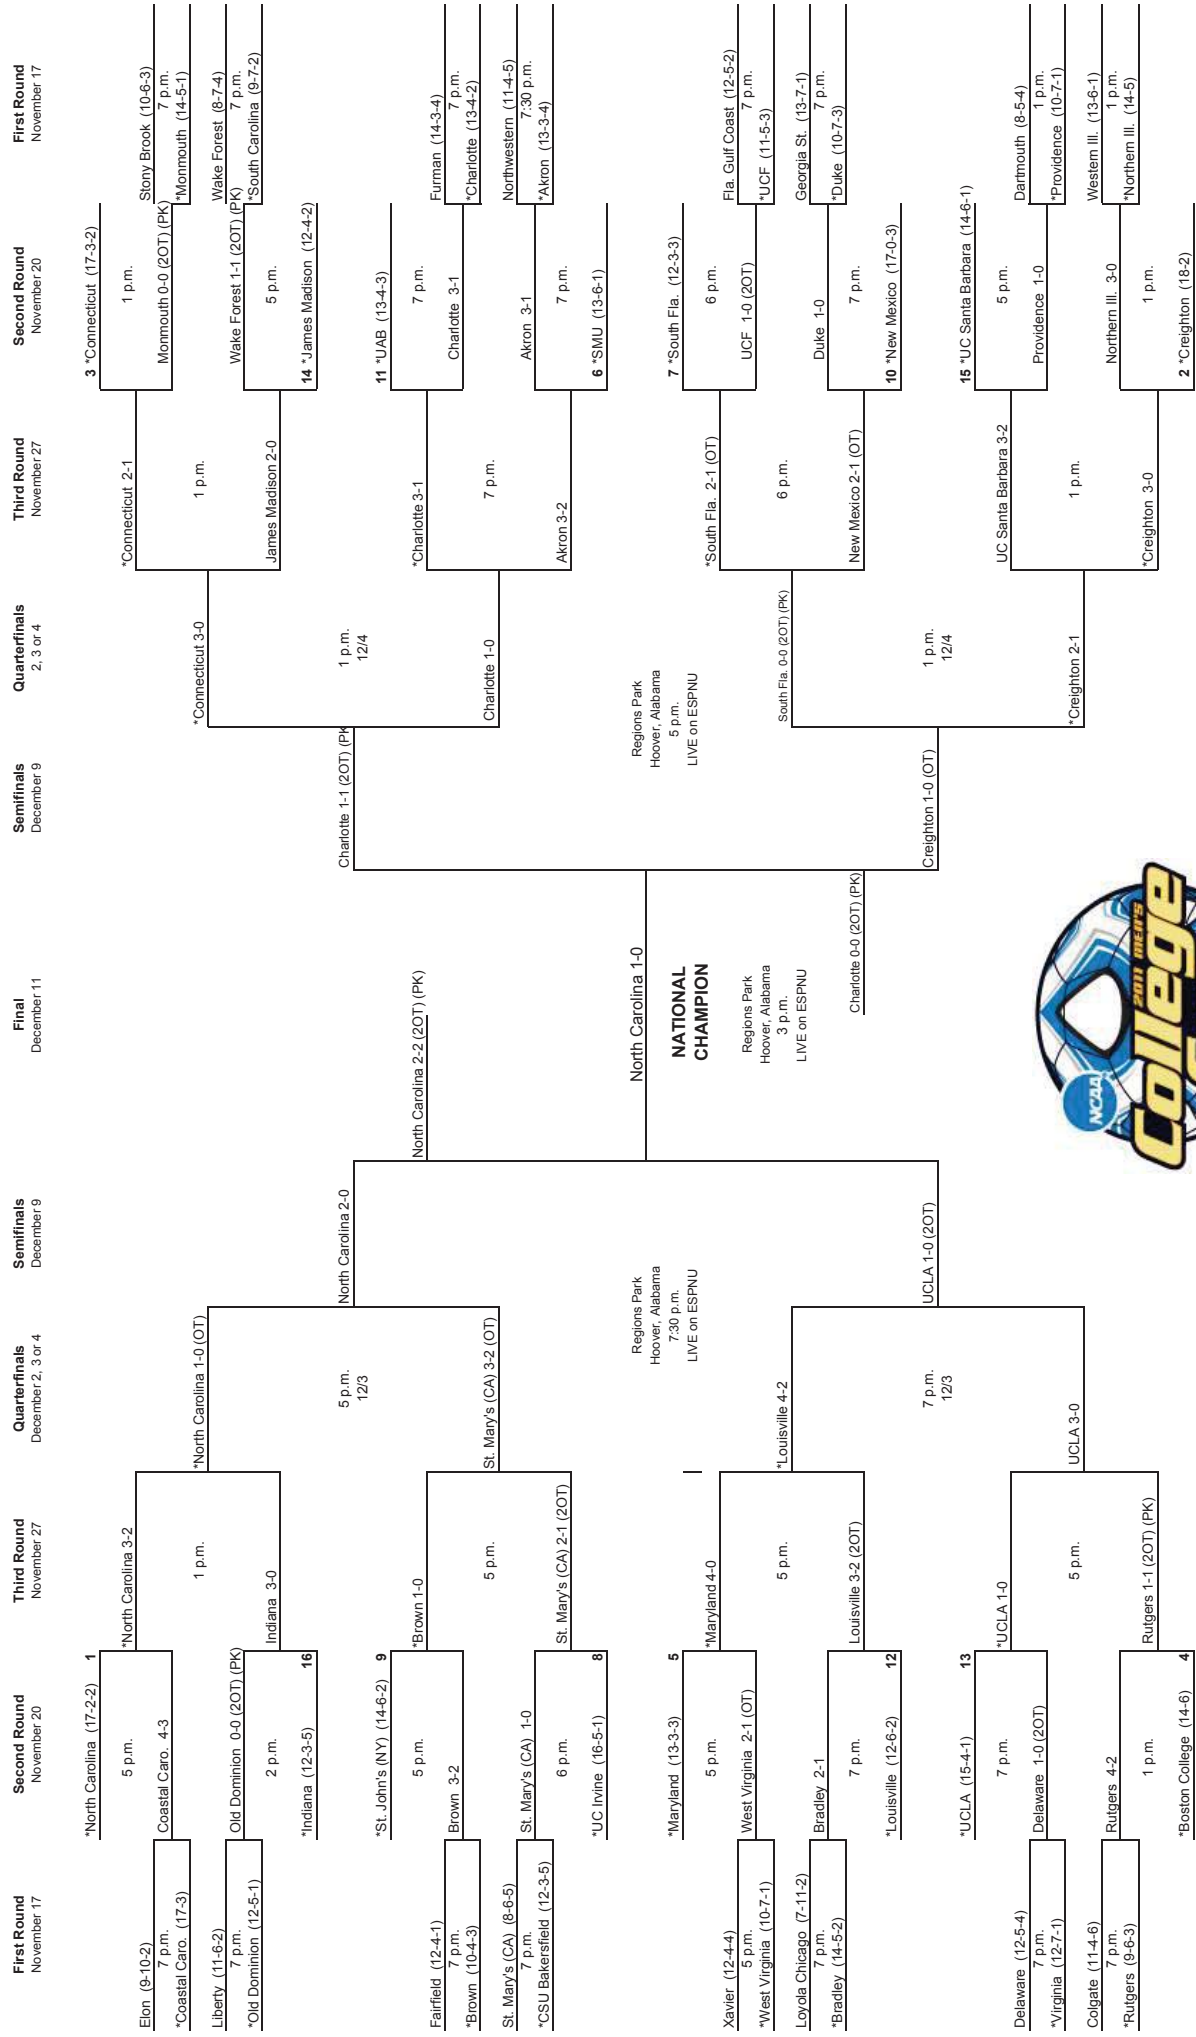 First Round
November 17
Second Round
November 20
Third Round
November 27
Quarterfinals
December 2, 3 or 4
Semifinals
December 9
Final
December 11
Semifinals
December 9
Quarterfinals
2, 3 or 4
Third Round
November 27
Second Round
November 20
First Round
November 17
Elon (9-10-2)
7 p.m.
*Coastal Caro. (17-3)
Liberty (11-6-2)
7 p.m.
*Old Dominion (12-5-1)
Fairfield (12-4-1)
7 p.m.
*Brown (10-4-3)
St. Mary's (CA) (8-6-5)
7 p.m.
*CSU Bakersfield (12-3-5)
Xavier (12-4-4)
5 p.m.
*West Virginia (10-7-1)
Loyola Chicago (7-11-2)
7 p.m.
*Bradley (14-5-2)
Delaware (12-5-4)
7 p.m.
*Virginia (12-7-1)
Colgate (11-4-6)
7 p.m.
*Rutgers (9-6-3)
*North Carolina (17-2-2) 1
5 p.m.
Coastal Caro. 4-3
Old Dominion 0-0 (2OT) (PK)
2 p.m.
*Indiana (12-3-5) 16
*St. John's (NY) (14-6-2) 9
5 p.m.
Brown 3-2
St. Mary's (CA) 1-0
6 p.m.
*UC Irvine (16-5-1) 8
*Maryland (13-3-3) 5
5 p.m.
West Virginia 2-1 (OT)
Bradley 2-1
7 p.m.
*Louisville (12-6-2) 12
*UCLA (15-4-1) 13
7 p.m.
Delaware 1-0 (2OT)
Rutgers 4-2
1 p.m.
*Boston College (14-6) 4
*North Carolina 3-2
1 p.m.
Indiana 3-0
*Brown 1-0
5 p.m.
St. Mary's (CA) 2-1 (2OT)
*Maryland 4-0
5 p.m.
Louisville 3-2 (2OT)
*UCLA 1-0
5 p.m.
Rutgers 1-1 (2OT) (PK)
*North Carolina 1-0 (OT)
5 p.m.
12/3
St. Mary's (CA) 3-2 (OT)
*Louisville 4-2
7 p.m.
12/3
UCLA 3-0
North Carolina 2-0
Regions Park
Hoover, Alabama
7:30 p.m.
LIVE on ESPNU
UCLA 1-0 (2OT)
North Carolina 2-2 (2OT) (PK)
North Carolina 1-0
NATIONAL
CHAMPION
Regions Park
Hoover, Alabama
3 p.m.
LIVE on ESPNU
Charlotte 0-0 (2OT) (PK)
NCAA
2011 MEN'S
College
Charlotte 1-1 (2OT) (PK
Regions Park
Hoover, Alabama
5 p.m.
LIVE on ESPNU
Creighton 1-0 (OT)
*Connecticut 3-0
1 p.m.
12/4
Charlotte 1-0
South Fla. 0-0 (2OT) (PK)
1 p.m.
12/4
*Creighton 2-1
*Connecticut 2-1
1 p.m.
James Madison 2-0
*Charlotte 3-1
7 p.m.
Akron 3-2
*South Fla. 2-1 (OT)
6 p.m.
New Mexico 2-1 (OT)
UC Santa Barbara 3-2
1 p.m.
*Creighton 3-0
3 *Connecticut (17-3-2)
1 p.m.
Monmouth 0-0 (2OT) (PK)
Wake Forest 1-1 (2OT) (PK)
5 p.m.
14 *James Madison (12-4-2)
11 *UAB (13-4-3)
7 p.m.
Charlotte 3-1
Akron 3-1
7 p.m.
6 *SMU (13-6-1)
7 *South Fla. (12-3-3)
6 p.m.
UCF 1-0 (2OT)
Duke 1-0
7 p.m.
10 *New Mexico (17-0-3)
15 *UC Santa Barbara (14-6-1)
5 p.m.
Providence 1-0
Northern Ill. 3-0
1 p.m.
2 *Creighton (18-2)
Stony Brook (10-6-3)
7 p.m.
*Monmouth (14-5-1)
Wake Forest (8-7-4)
7 p.m.
*South Carolina (9-7-2)
Furman (14-3-4)
7 p.m.
*Charlotte (13-4-2)
Northwestern (11-4-5)
7:30 p.m.
*Akron (13-3-4)
Fla. Gulf Coast (12-5-2)
7 p.m.
*UCF (11-5-3)
Georgia St. (13-7-1)
7 p.m.
*Duke (10-7-3)
Dartmouth (8-5-4)
1 p.m.
*Providence (10-7-1)
Western Ill. (13-6-1)
1 p.m.
*Northern Ill. (14-5)